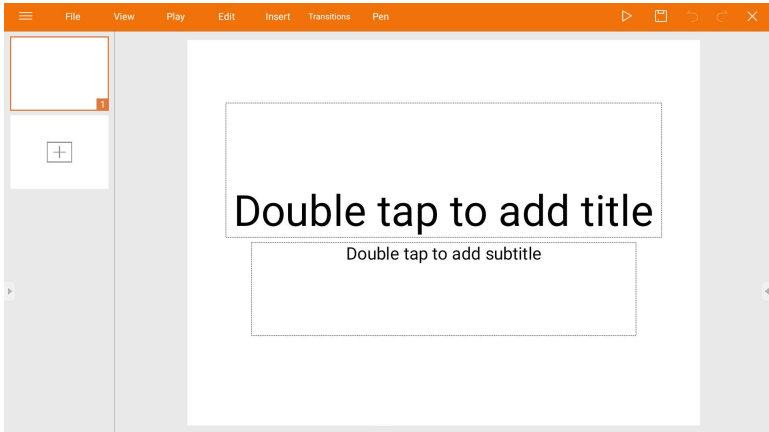 File View Play Edit Insert Transitions Pen
1
Double tap to add title
Double tap to add subtitle